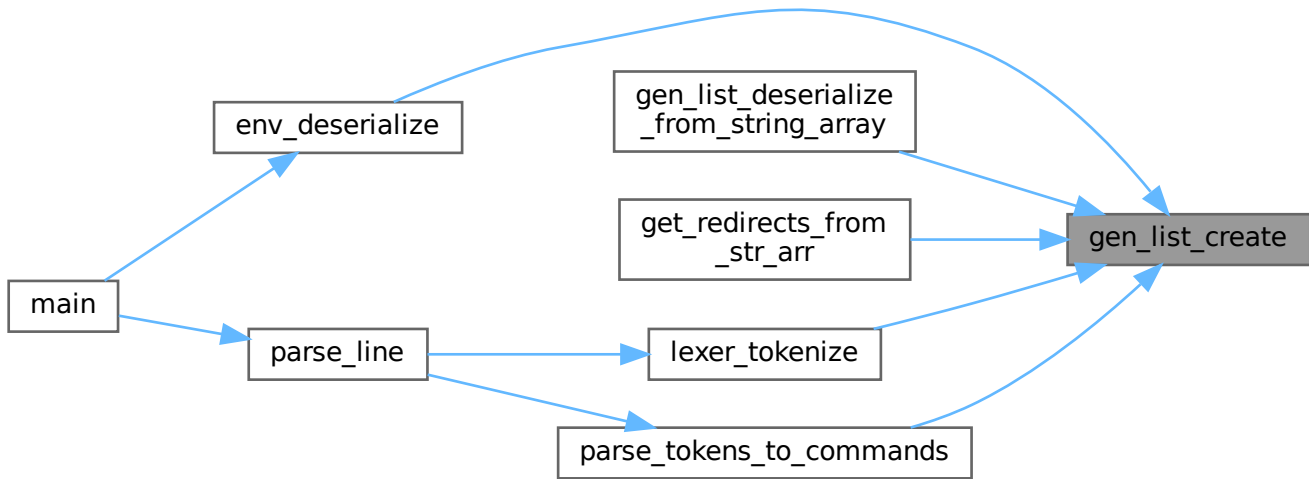 env_deserialize
gen_list_deserialize
_from_string_array
get_redirects_from
_str_arr
gen_list_create
main
parse_line
lexer_tokenize
parse_tokens_to_commands